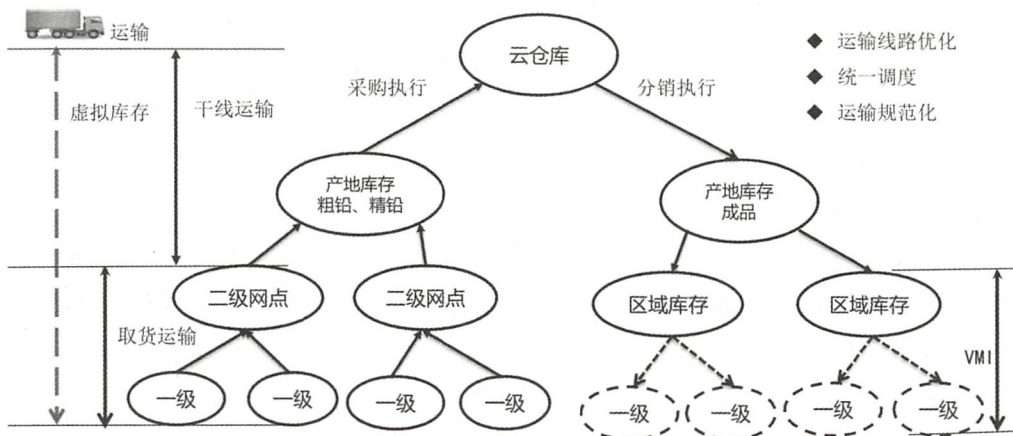 运输
云仓库
◆ 运输线路优化
◆ 统一调度
◆ 运输规范化
采购执行
分销执行
虚拟库存
干线运输
产地库存
粗铅、精铅
产地库存
成品
二级网点
二级网点
区域库存
区域库存
取货运输
VMI
一级
一级
一级
一级
一级
一级
一级
一级